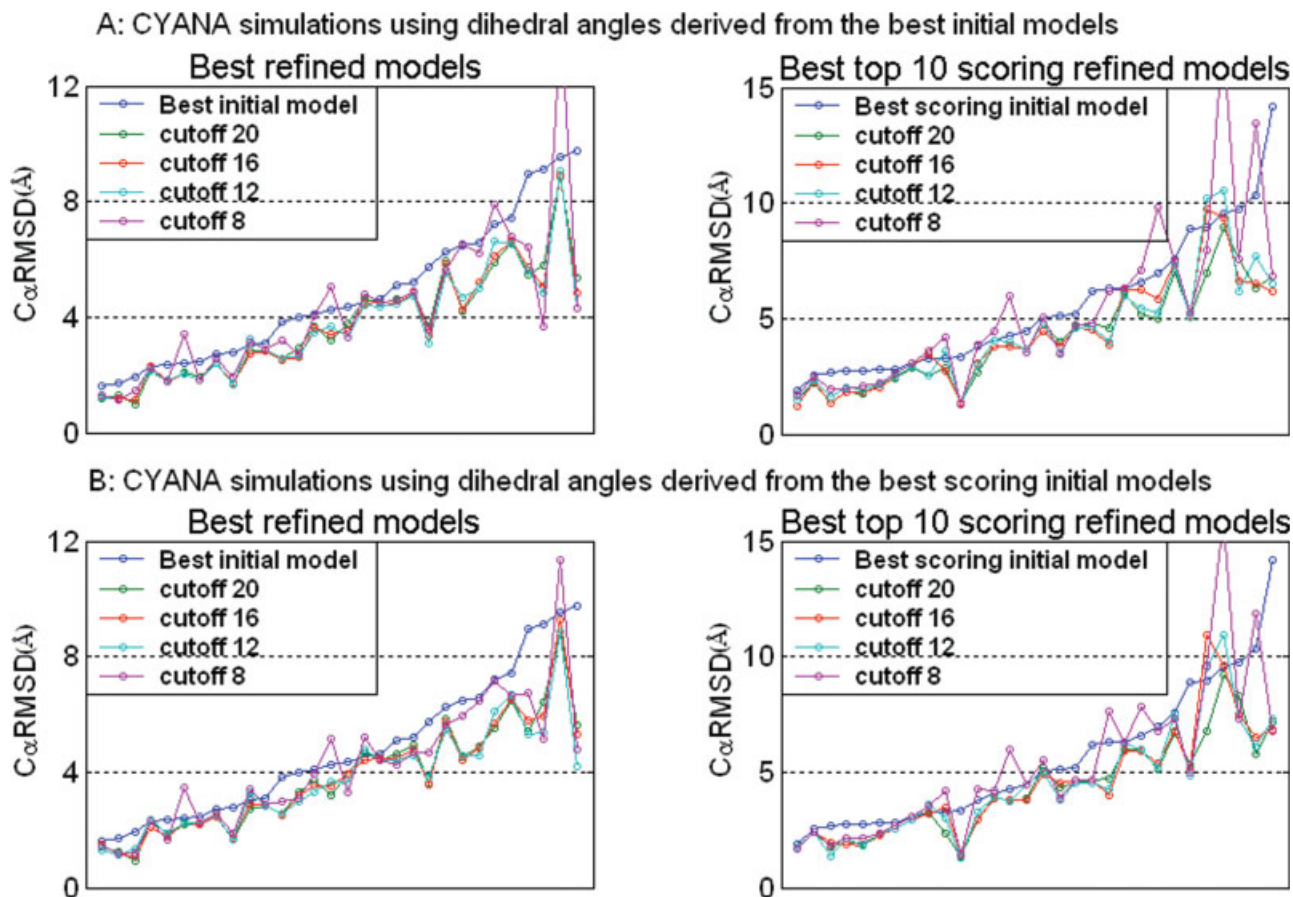 A: CYANA simulations using dihedral angles derived from the best initial models
Best refined models
CαRMSD(Å)
12
8
4
0
Best initial model
cutoff 20
cutoff 16
cutoff 12
cutoff 8
Best top 10 scoring refined models
CαRMSD(Å)
15
10
5
0
Best scoring initial model
cutoff 20
cutoff 16
cutoff 12
cutoff 8
B: CYANA simulations using dihedral angles derived from the best scoring initial models
Best refined models
CαRMSD(Å)
12
8
4
0
Best initial model
cutoff 20
cutoff 16
cutoff 12
cutoff 8
Best top 10 scoring refined models
CαRMSD(Å)
15
10
5
0
Best scoring initial model
cutoff 20
cutoff 16
cutoff 12
cutoff 8